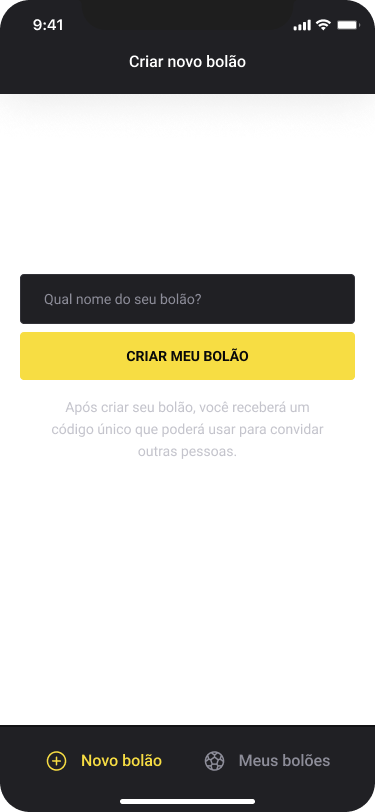 9:41
Criar novo bolão
Qual nome do seu bolão?
CRIAR MEU BOLÃO
Após criar seu bolão, você receberá um
código único que poderá usar para convidar
outras pessoas.
Novo bolão
Meus bolões